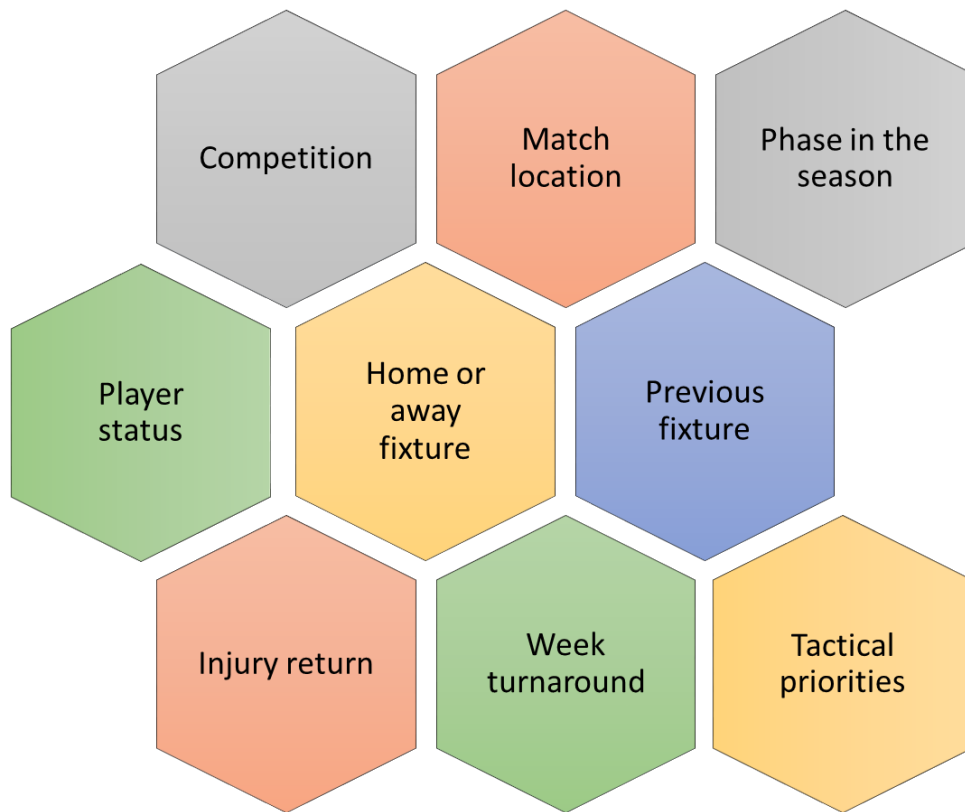 Competition
Match
location
Phase in the
season
Player
status
Home or
away
fixture
Previous
fixture
Injury return
Week
turnaround
Tactical
priorities